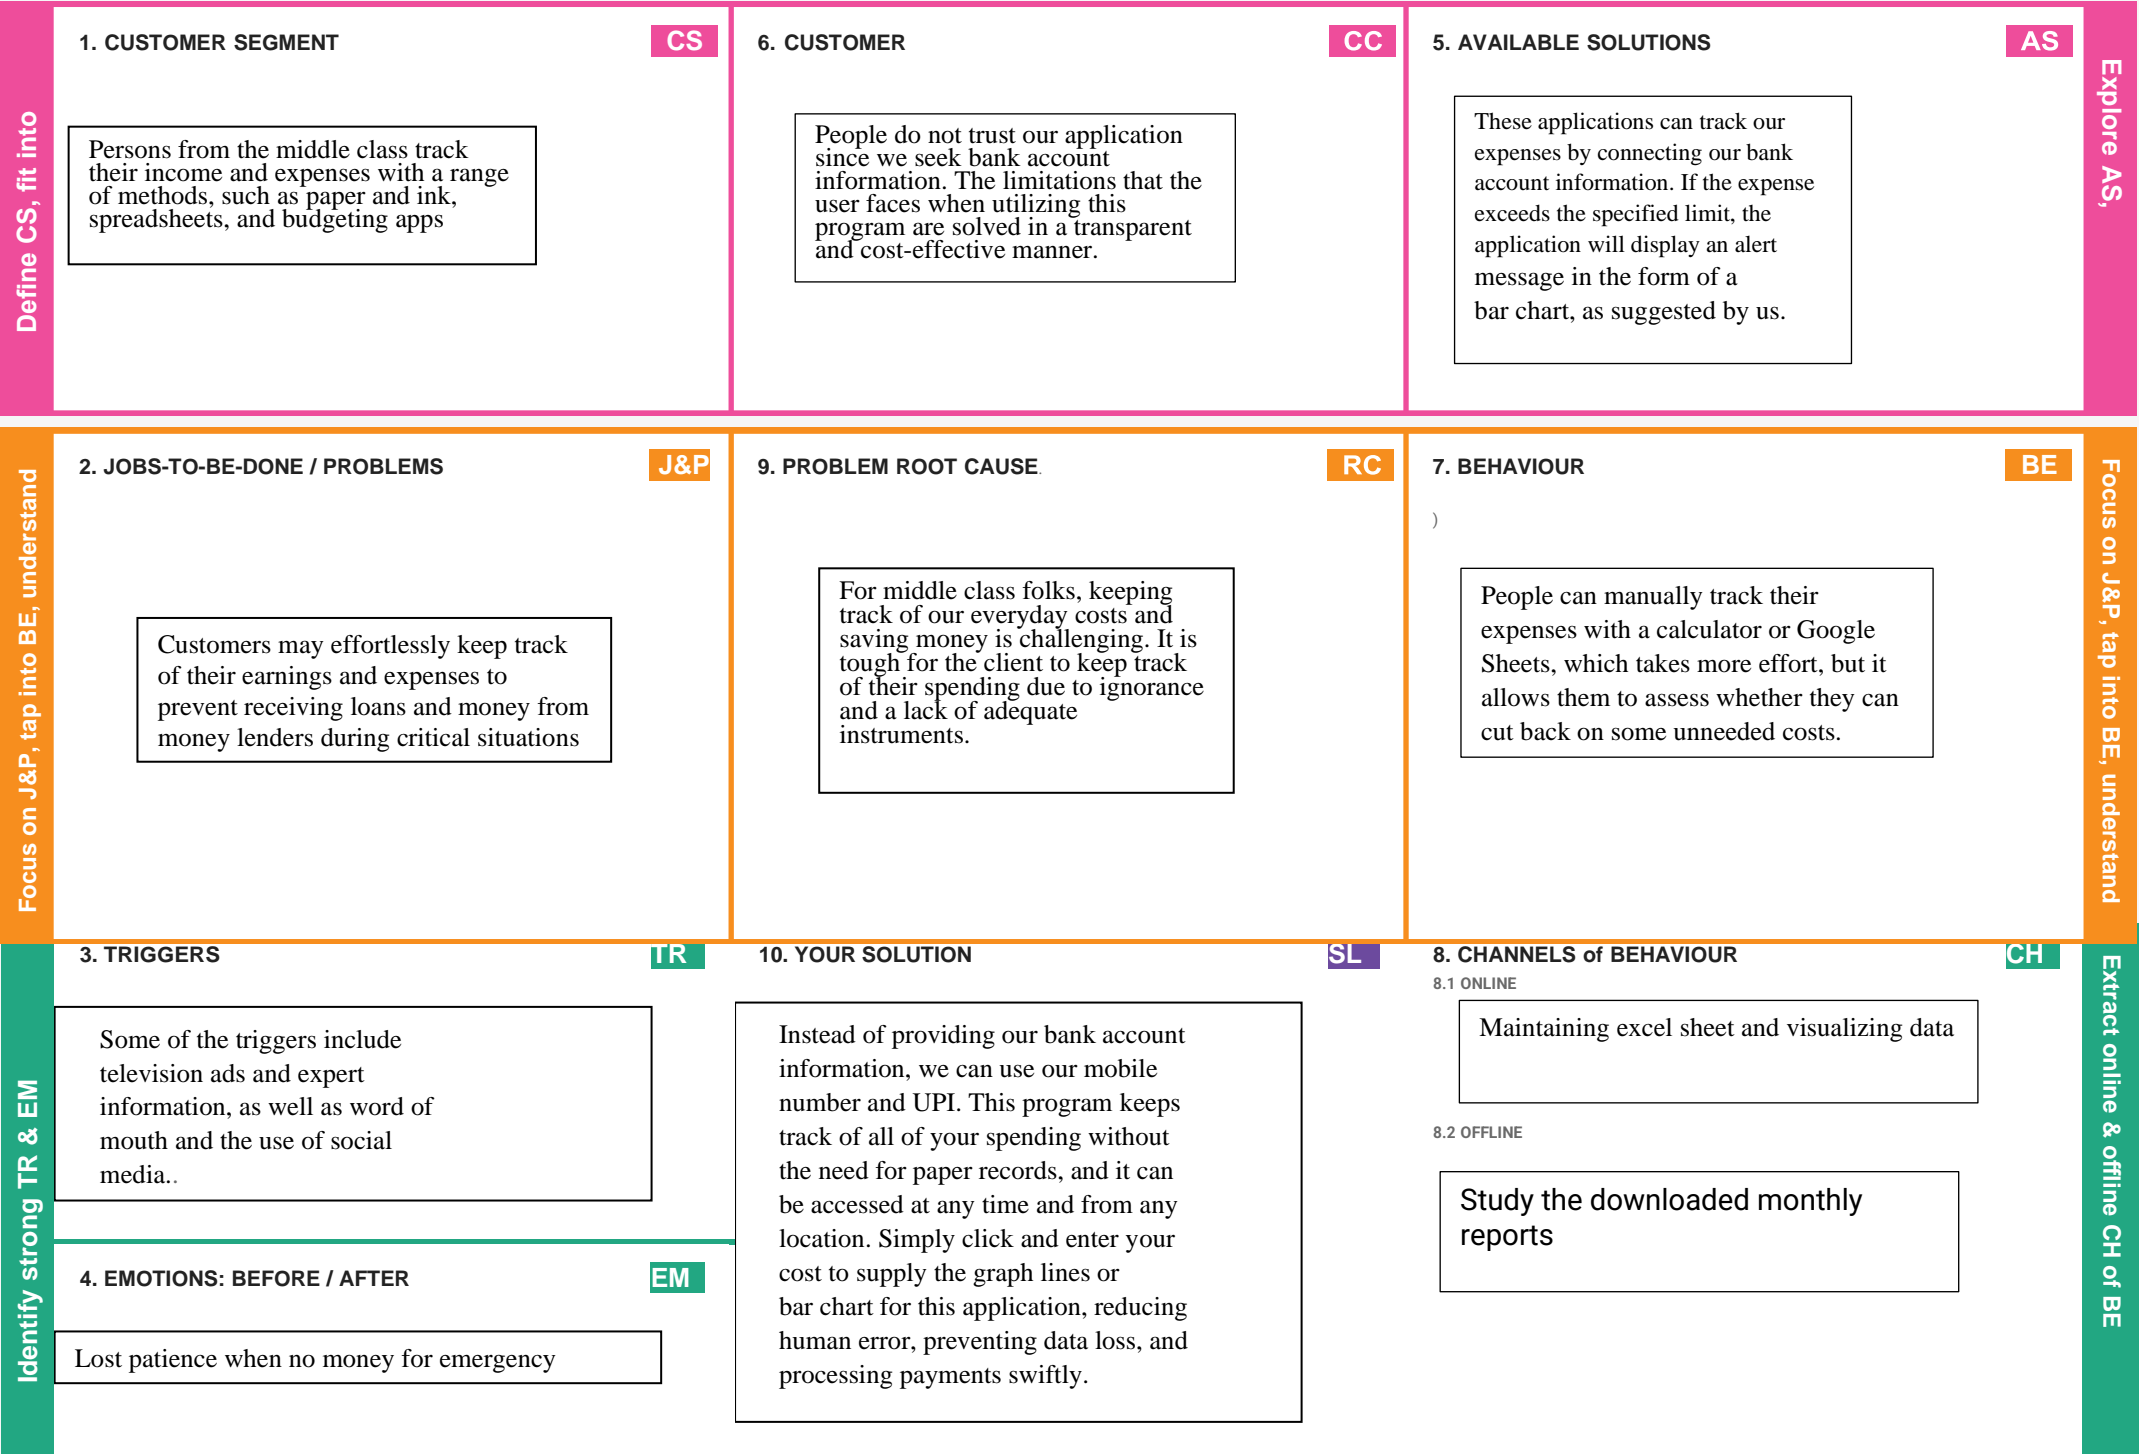 Define CS, fit into
1. CUSTOMER SEGMENT
CS
Persons from the middle class track
their income and expenses with a range
of methods, such as paper and ink,
spreadsheets, and budgeting apps
6. CUSTOMER
CC
People do not trust our application
since we seek bank account
information. The limitations that the
user faces when utilizing this
program are solved in a transparent
and cost-effective manner.
5. AVAILABLE SOLUTIONS
AS
These applications can track our
expenses by connecting our bank
account information. If the expense
exceeds the specified limit, the
application will display an alert
message in the form of a
bar chart, as suggested by us.
Explore AS,
Focus on J&P, tap into BE, understand
2. JOBS-TO-BE-DONE / PROBLEMS
J&P
Customers may effortlessly keep track
of their earnings and expenses to
prevent receiving loans and money from
money lenders during critical situations
9. PROBLEM ROOT CAUSE.
RC
For middle class folks, keeping
track of our everyday costs and
saving money is challenging. It is
tough for the client to keep track
of their spending due to ignorance
and a lack of adequate
instruments.
7. BEHAVIOUR
BE
)
People can manually track their
expenses with a calculator or Google
Sheets, which takes more effort, but it
allows them to assess whether they can
cut back on some unneeded costs.
Focus on J&P, tap into BE, understand
Identify strong TR & EM
3. TRIGGERS
TR
Some of the triggers include
television ads and expert
information, as well as word of
mouth and the use of social
media..
4. EMOTIONS: BEFORE / AFTER
EM
Lost patience when no money for emergency
10. YOUR SOLUTION
SL
Instead of providing our bank account
information, we can use our mobile
number and UPI. This program keeps
track of all of your spending without
the need for paper records, and it can
be accessed at any time and from any
location. Simply click and enter your
cost to supply the graph lines or
bar chart for this application, reducing
human error, preventing data loss, and
processing payments swiftly.
8. CHANNELS of BEHAVIOUR
CH
8.1 ONLINE
Maintaining excel sheet and visualizing data
8.2 OFFLINE
Study the downloaded monthly
reports
Extract online & offline CH of BE